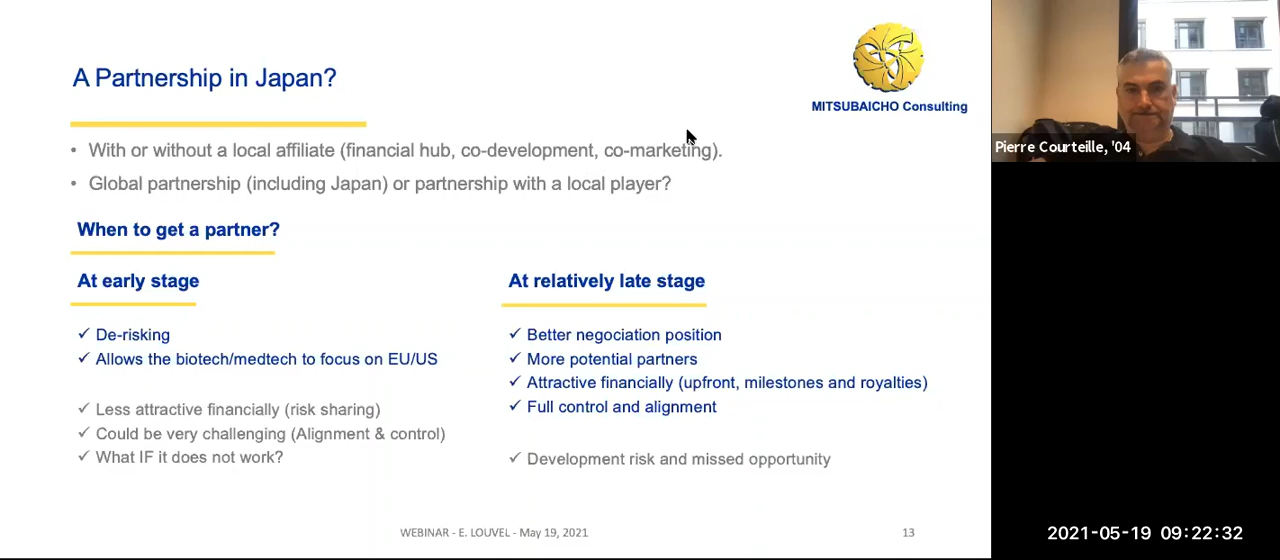 A Partnership in Japan?
MITSUBAICHO Consulting
• With or without a local affiliate (financial hub, co-development, co-marketing).
• Global partnership (including Japan) or partnership with a local player?
When to get a partner?
At early stage
✓ De-risking
✓ Allows the biotech/medtech to focus on EU/US
✓ Less attractive financially (risk sharing)
✓ Could be very challenging (Alignment & control)
✓ What IF it does not work?
At relatively late stage
✓ Better negociation position
✓ More potential partners
✓ Attractive financially (upfront, milestones and royalties)
✓ Full control and alignment
✓ Development risk and missed opportunity
WEBINAR - E. LOUVEL - May 19, 2021
13
Pierre Courteille, '04
2021-05-19 09:22:32